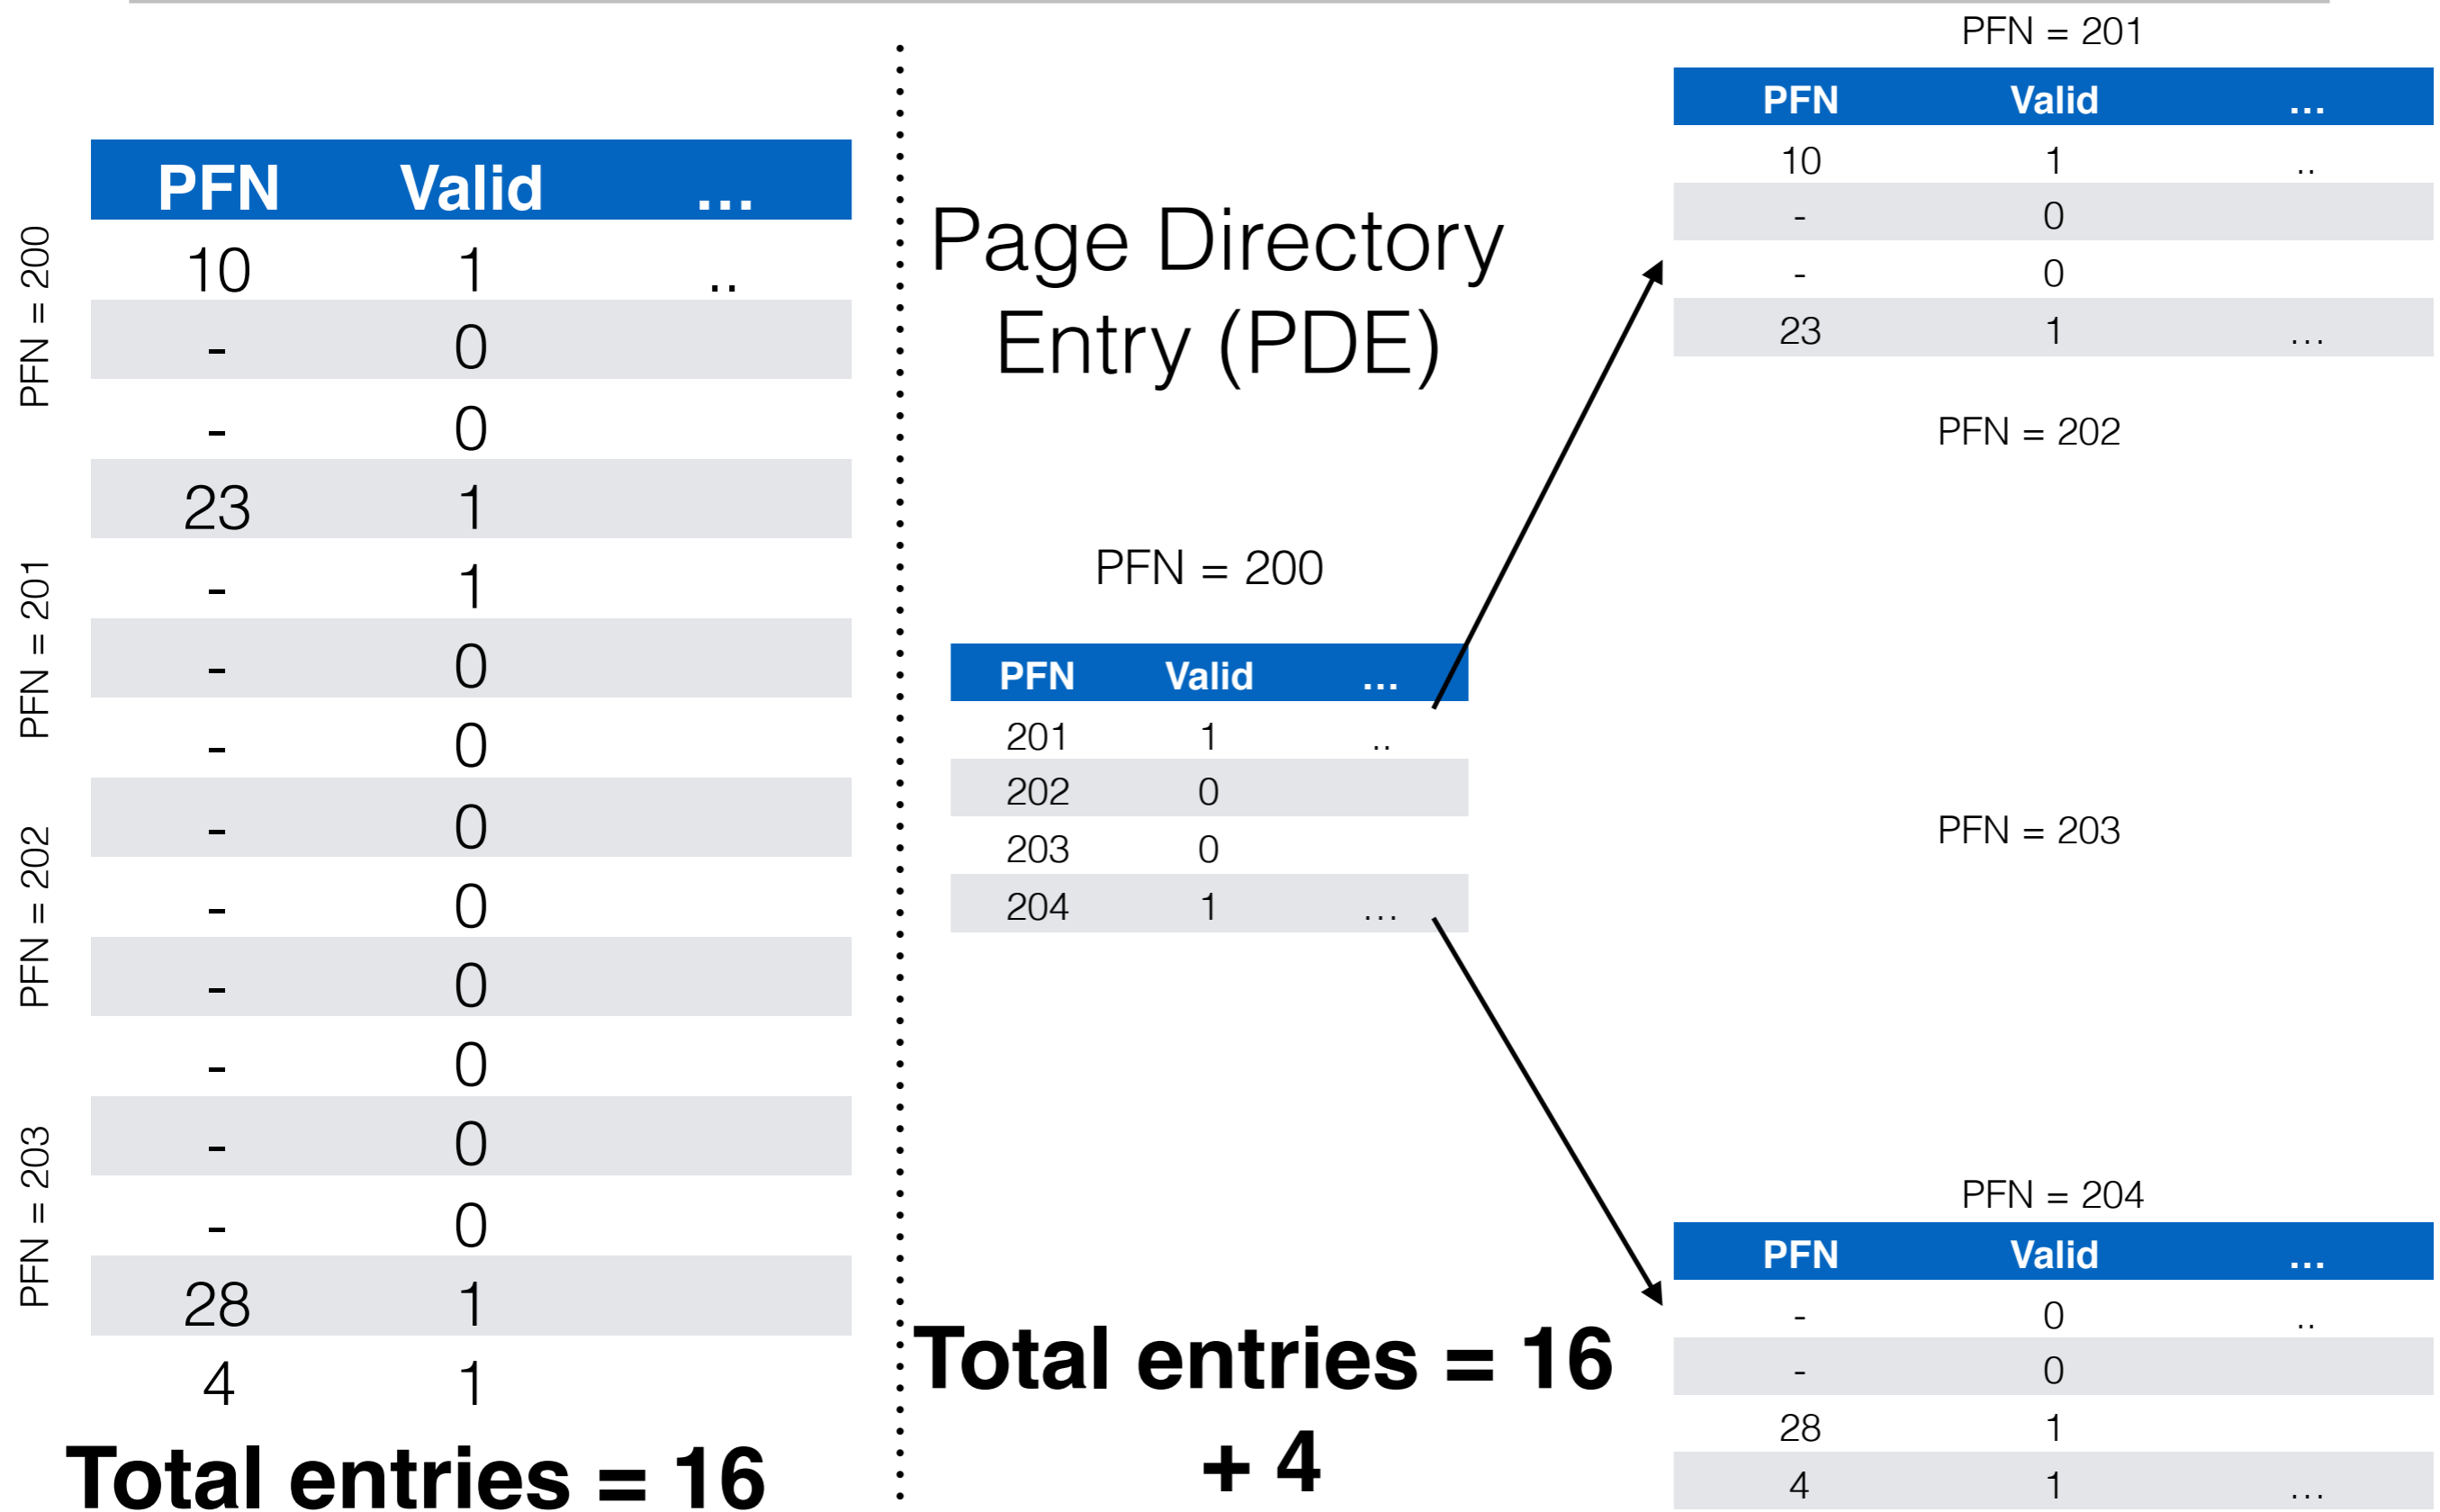 PFN = 200
PFN = 201
PFN = 202
PFN = 203
PFN Valid ...
10 1 ..
- 0
- 0
23 1
- 1
- 0
- 0
- 0
- 0
- 0
- 0
- 0
- 0
28 1
4 1
Total entries = 16
Page Directory
Entry (PDE)
PFN = 200
PFN Valid ...
201 1 ..
202 0
203 0
204 1 ...
Total entries = 16
+ 4
PFN = 201
PFN Valid ...
10 1 ..
- 0
- 0
23 1 ...
PFN = 202
PFN = 203
PFN = 204
PFN Valid ...
- 0 ..
- 0
28 1
4 1 ...